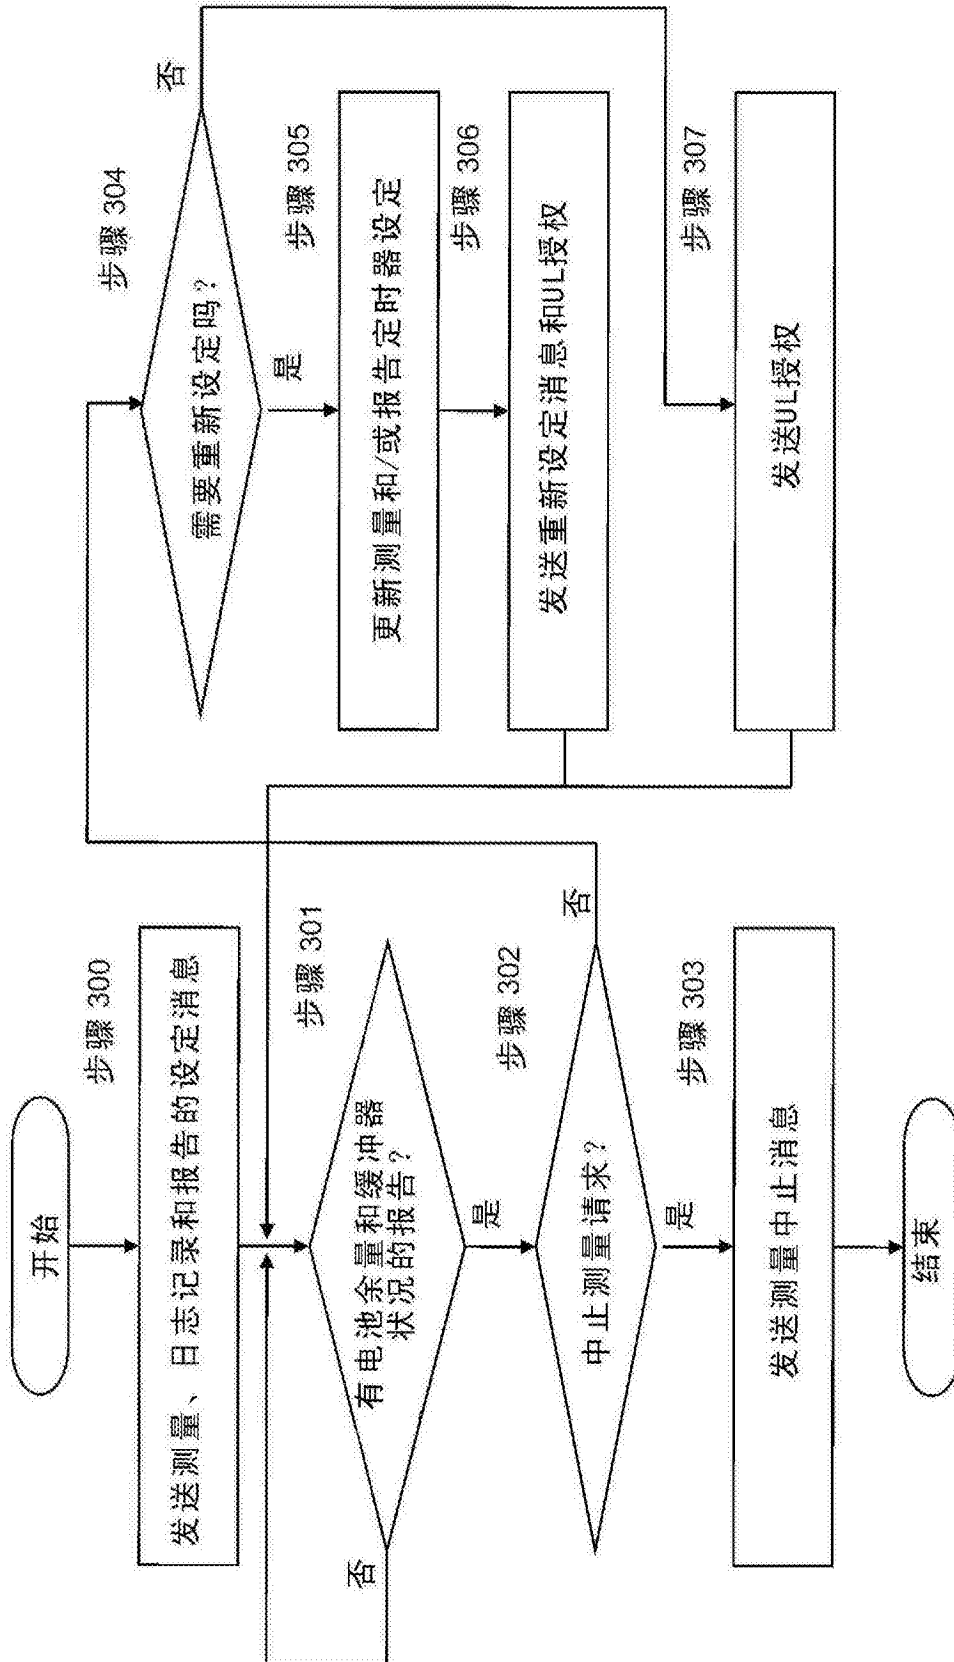 开始
步骤 300
发送测量、日志记录和报告的设定消息
步骤 301
有电池余量和缓冲器
状况的报告？
否
是
步骤 302
中止测量请求？
否
是
步骤 303
发送测量中止消息
结束
步骤 304
需要重新设定吗？
否
是
步骤 305
更新测量和/或报告定时器设定
步骤 306
发送重新设定消息和UL授权
步骤 307
发送UL授权